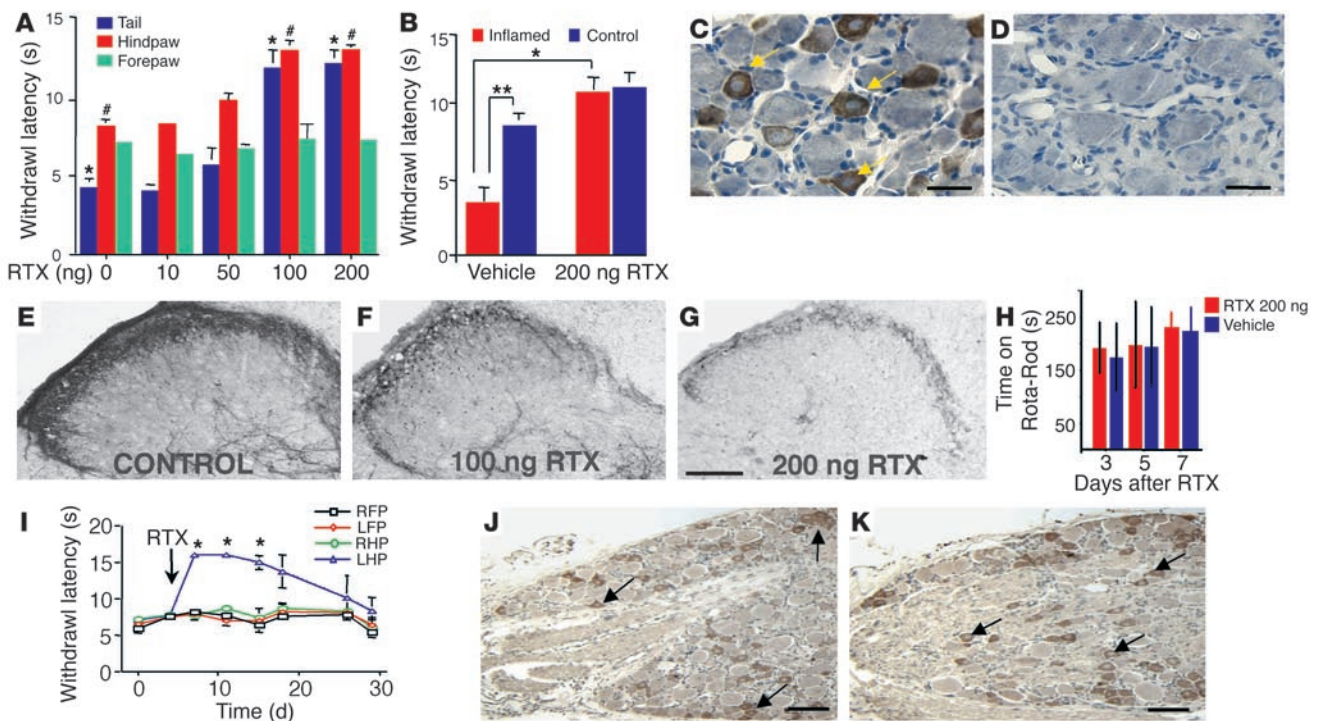 A
Withdrawl latency (s)
15
10
5
0
Tail
Hindpaw
Forepaw
* # * # * #
RTX (ng) 0 10 50 100 200
B
Withdrawl latency (s)
15
10
5
0
Inflamed Control
*
**
Vehicle 200 ng RTX
C
D
E
CONTROL
F
100 ng RTX
G
200 ng RTX
H
Time on
Rota-Rod (s)
250
150
50
RTX 200 ng
Vehicle
3 5 7
Days after RTX
I
Withdrawl latency (s)
20
15
10
5
0
RTX
* * *
RFP
LFP
RHP
LHP
0 10 20 30
Time (d)
J
K